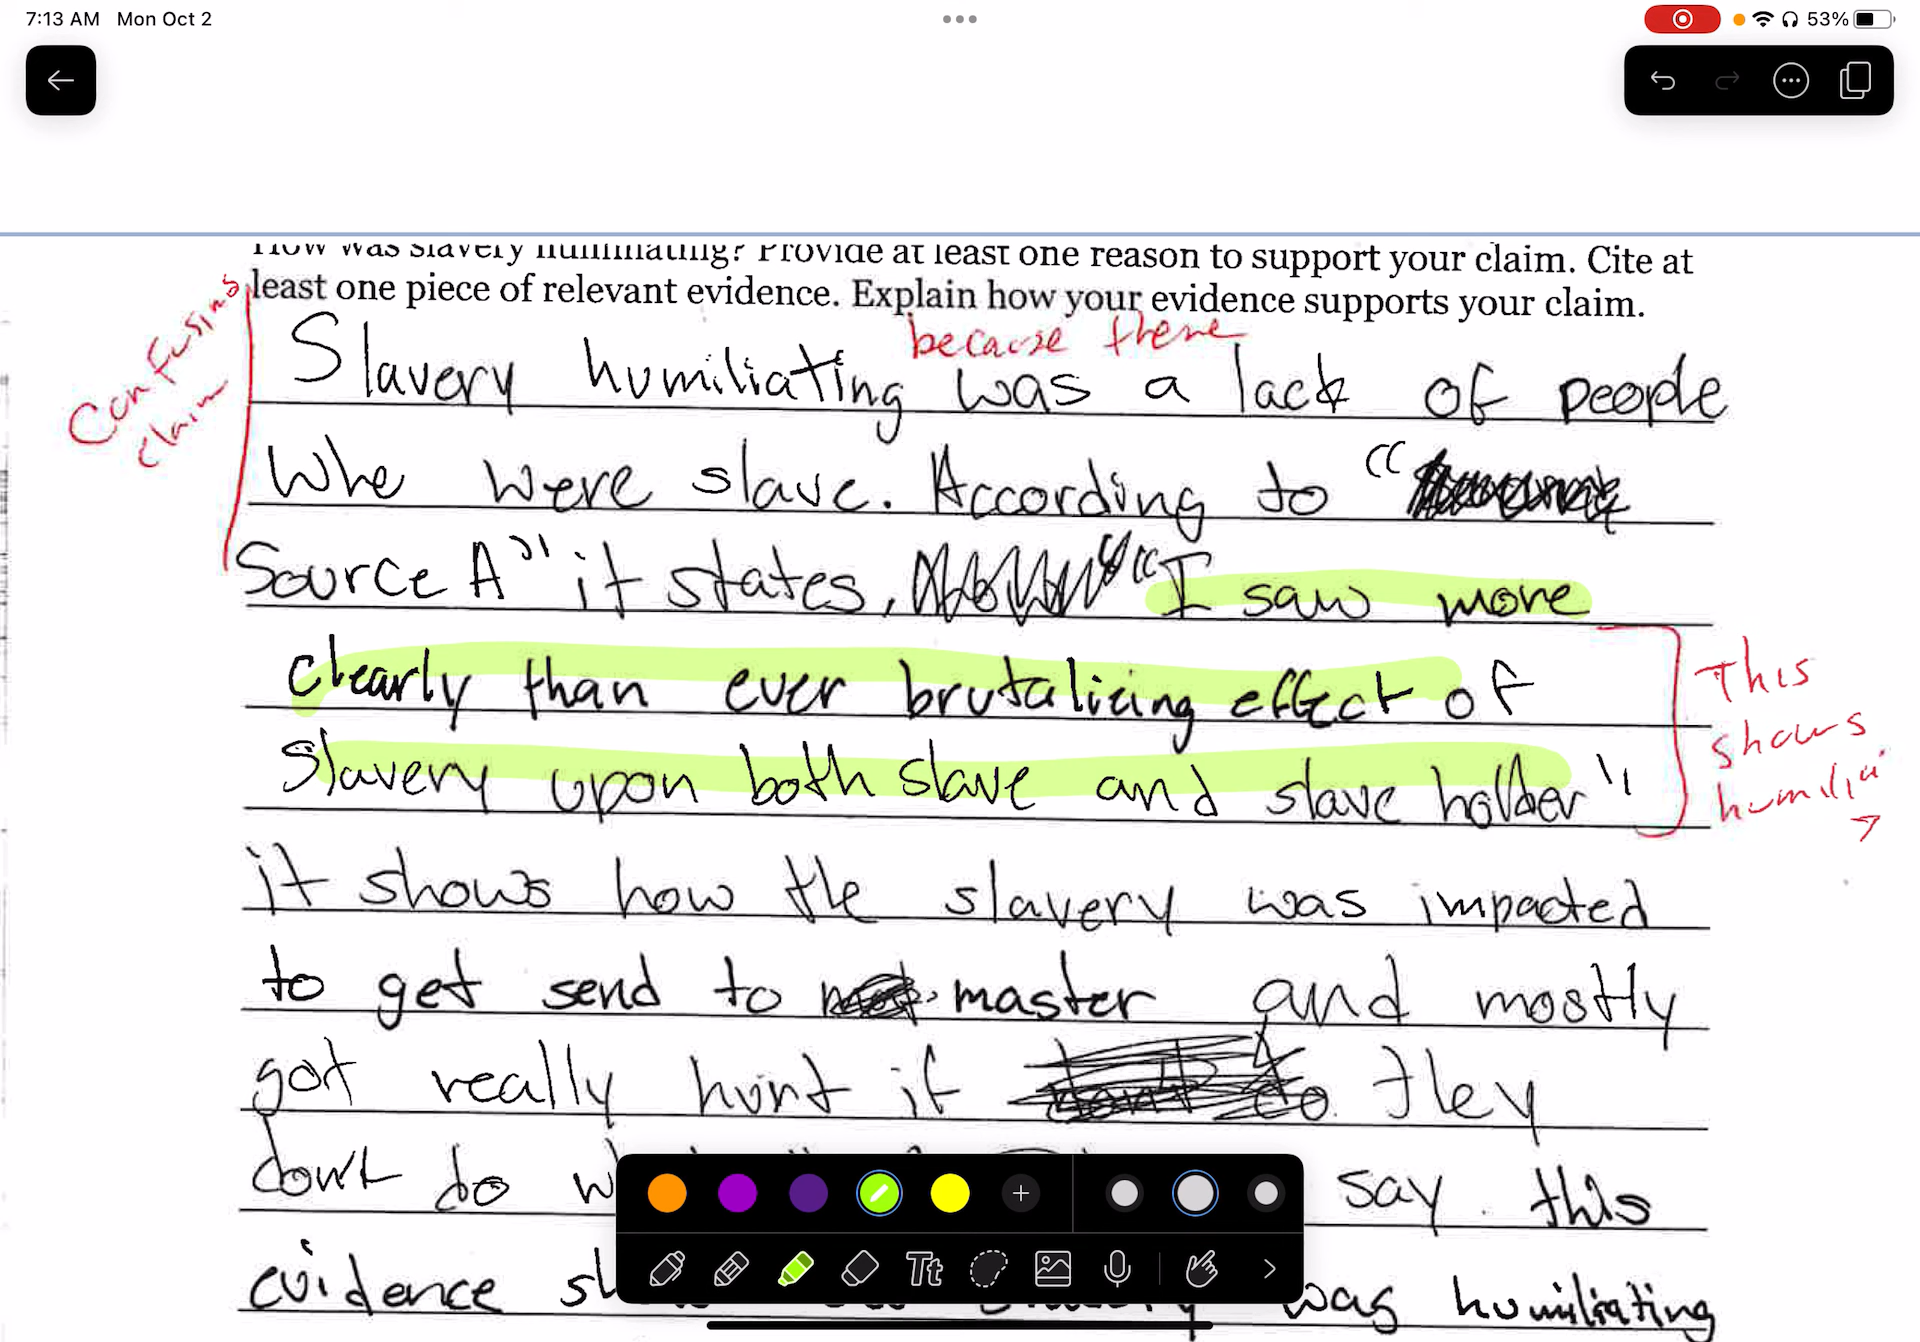 7:13 AM Mon Oct 2
53%
How was slavery humiliating? Provide at least one reason to support your claim. Cite at
least one piece of relevant evidence. Explain how your evidence supports your claim.
Confusing
claim
because there
Slavery humiliating was a lack of people
Whe were slave. According to "
Source A" it states, "I saw more
clearly than ever brutalicing effect of
Slavery upon both slave and slave holder"
This
shows
it shows how the slavery was impacted
to get send to master and mostly
got really hurt if they
don't do say. this
evidence was humiliating
Tt